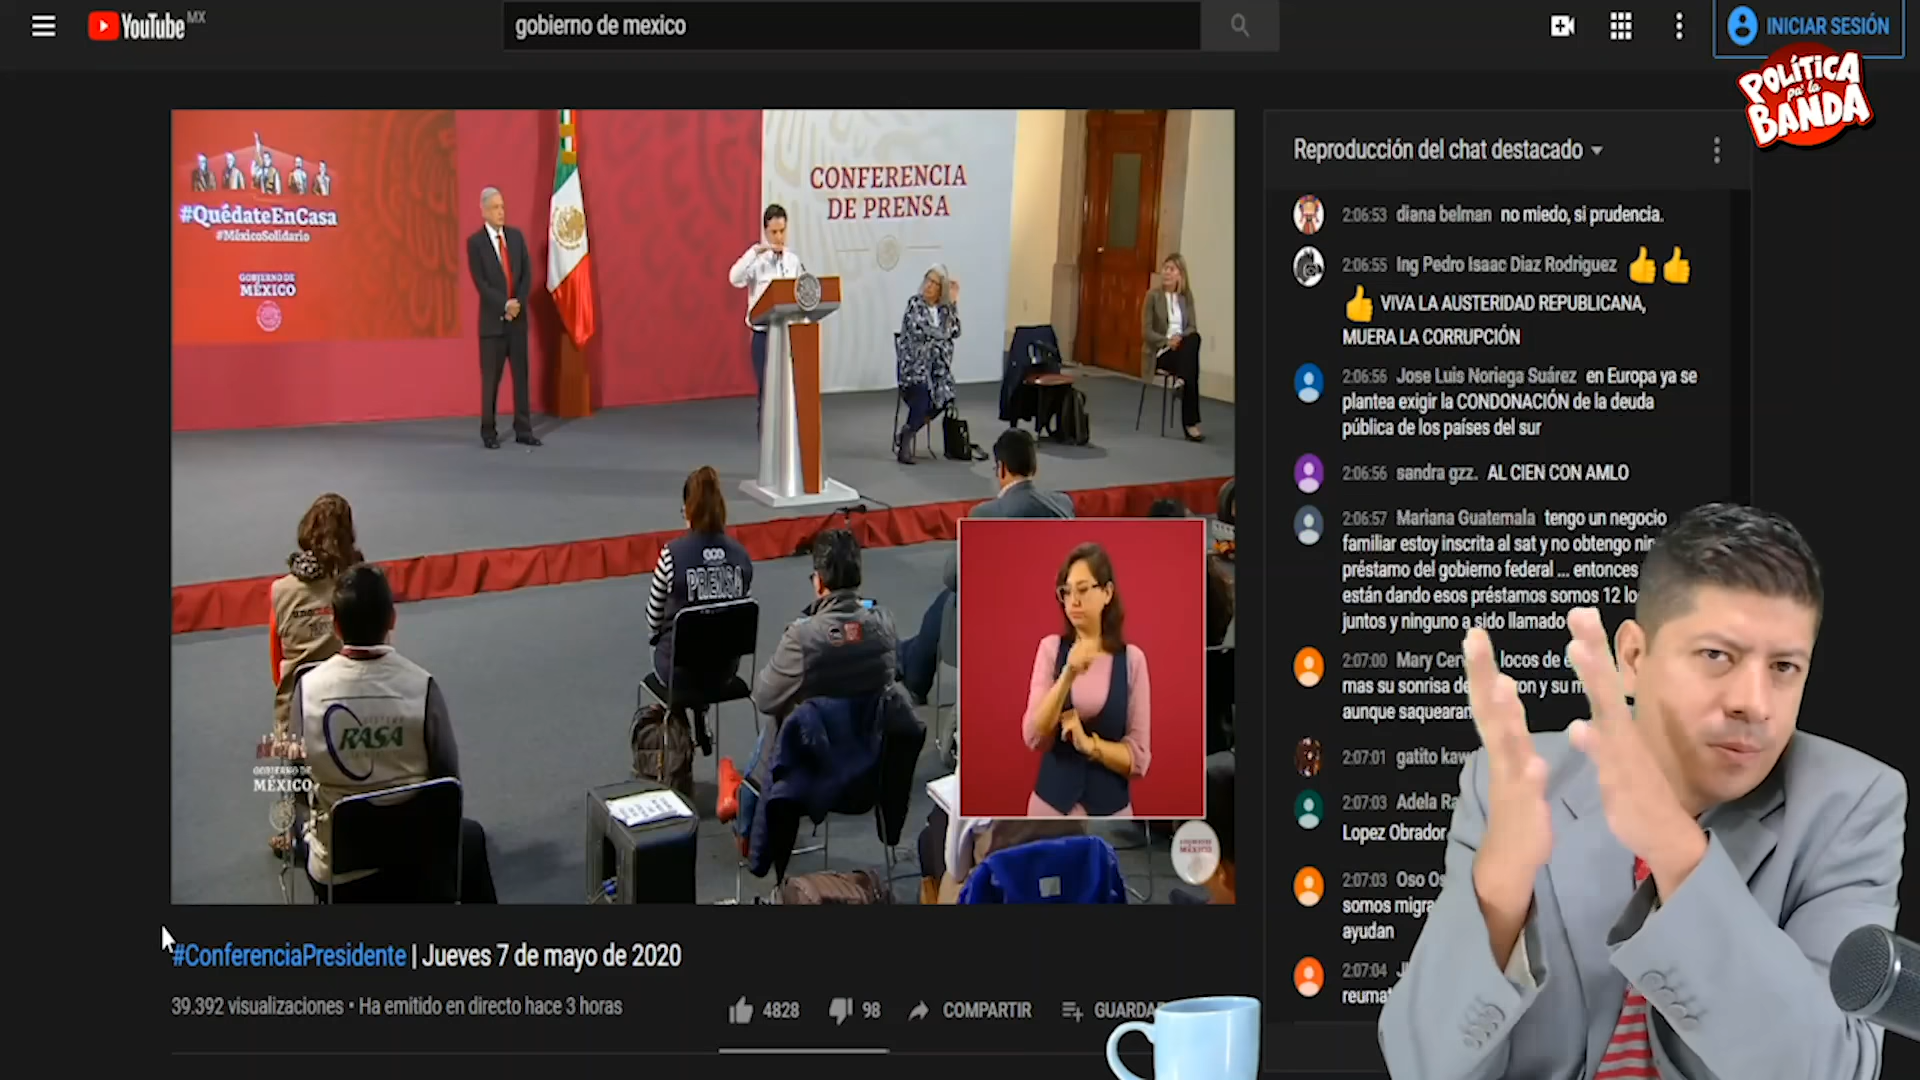 YouTube MX
gobierno de mexico
INICIAR SESIÓN
POLÍTICA
pa' la
BANDA
#QuédateEnCasa
#MéxicoSolidario
GOBIERNO DE
MÉXICO
CONFERENCIA
DE PRENSA
PRENSA
RASA
GOBIERNO DE
MÉXICO
Reproducción del chat destacado
2:06:53 diana belman no miedo, si prudencia.
2:06:55 Ing Pedro Isaac Diaz Rodriguez
VIVA LA AUSTERIDAD REPUBLICANA,
MUERA LA CORRUPCIÓN
2:06:56 Jose Luis Noriega Suárez en Europa ya se
plantea exigir la CONDONACIÓN de la deuda
pública de los países del sur
2:06:56 sandra gzz. AL CIEN CON AMLO
2:06:57 Mariana Guatemala tengo un negocio
familiar estoy inscrita al sat y no obtengo
préstamo del gobierno federal ... entonces
están dando esos préstamos somos 12
juntos y ninguno a sido llamado
2:07:00 Mary locos de
mas su sonrisa y su
aunque
2:07:01 gatito
2:07:03 Adela
Lopez Obrador
2:07:03 Oso
somos
ayudan
2:07:04
#ConferenciaPresidente | Jueves 7 de mayo de 2020
39.392 visualizaciones • Ha emitido en directo hace 3 horas
4828 98 COMPARTIR